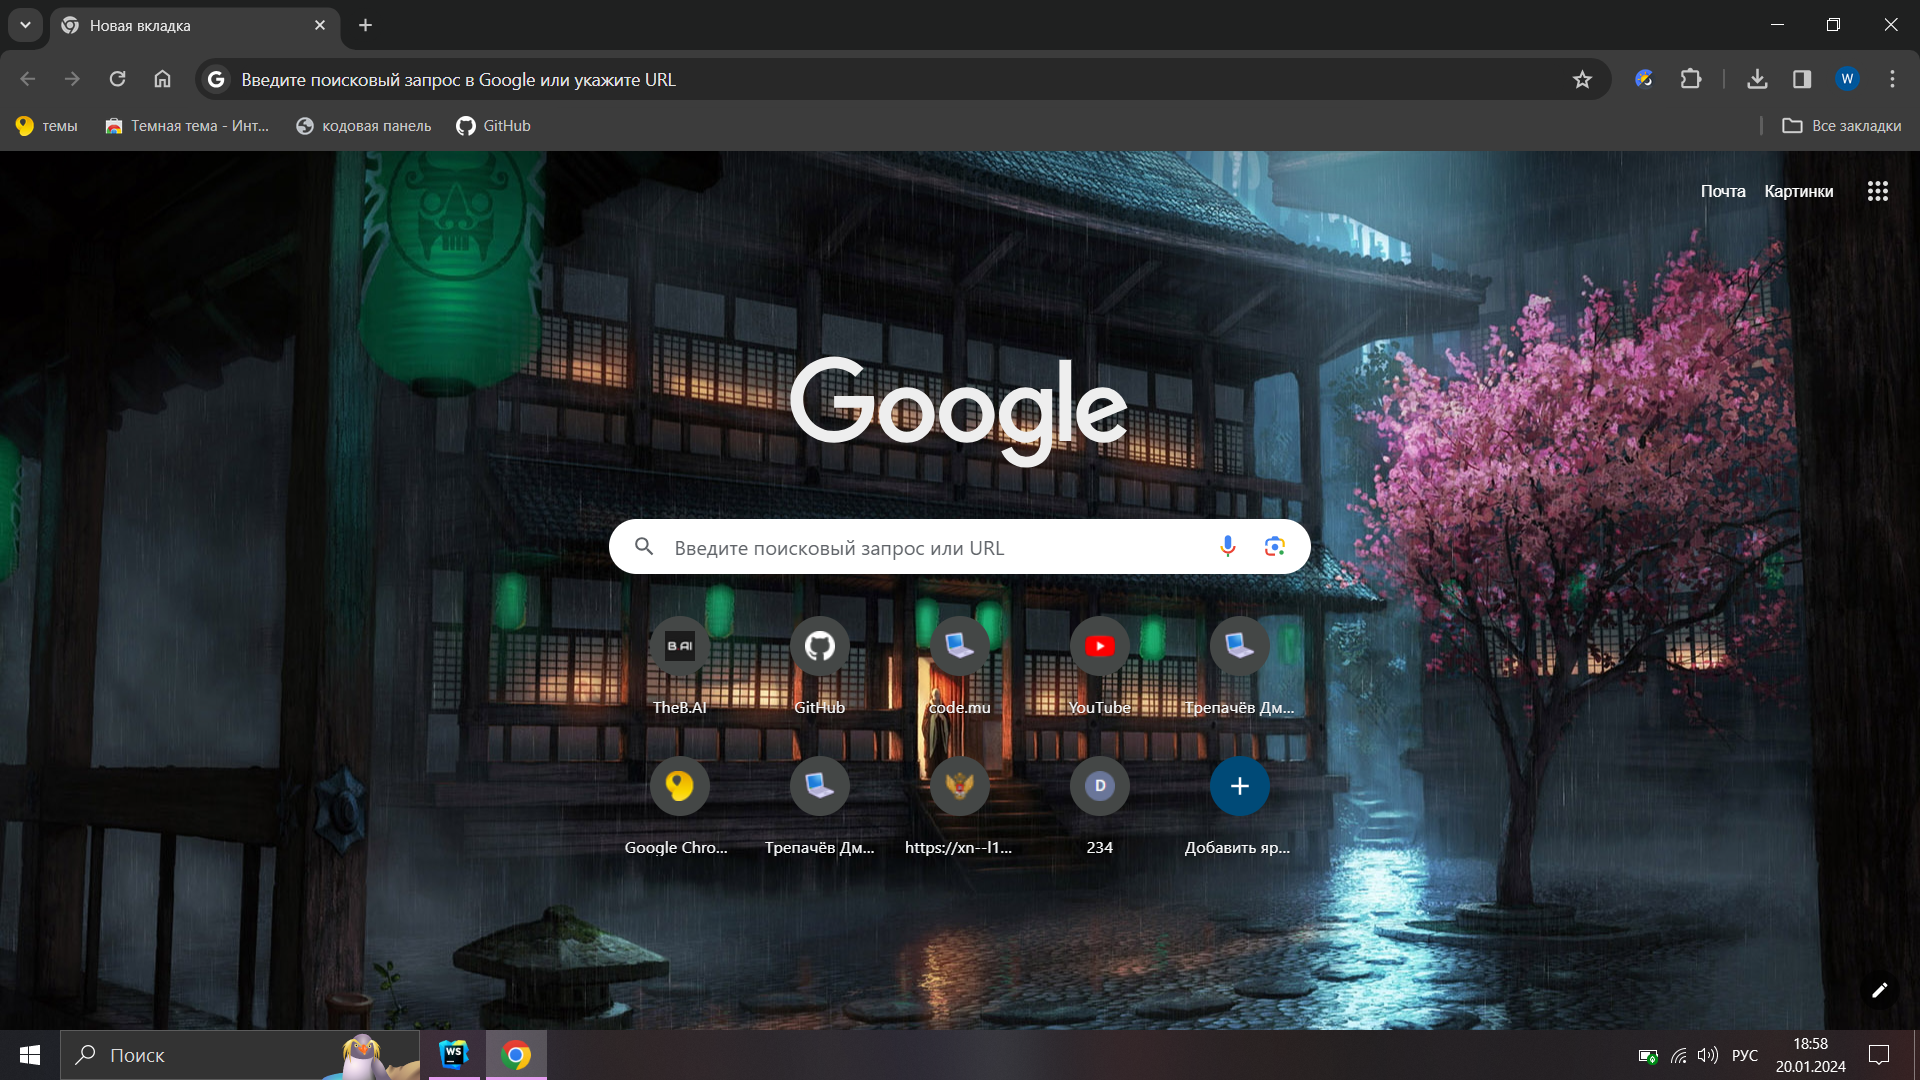 Новая вкладка
Введите поисковый запрос в Google или укажите URL
W
темы
Темная тема - Инт...
кодовая панель
GitHub
Все закладки
Почта
Картинки
Google
Введите поисковый запрос или URL
B AI
TheB.AI
GitHub
code.mu
YouTube
Трепачёв Дм...
Google Chro...
Трепачёв Дм...
https://xn--l1...
D
234
Добавить яр...
Поиск
WS
РУС
18:58
20.01.2024